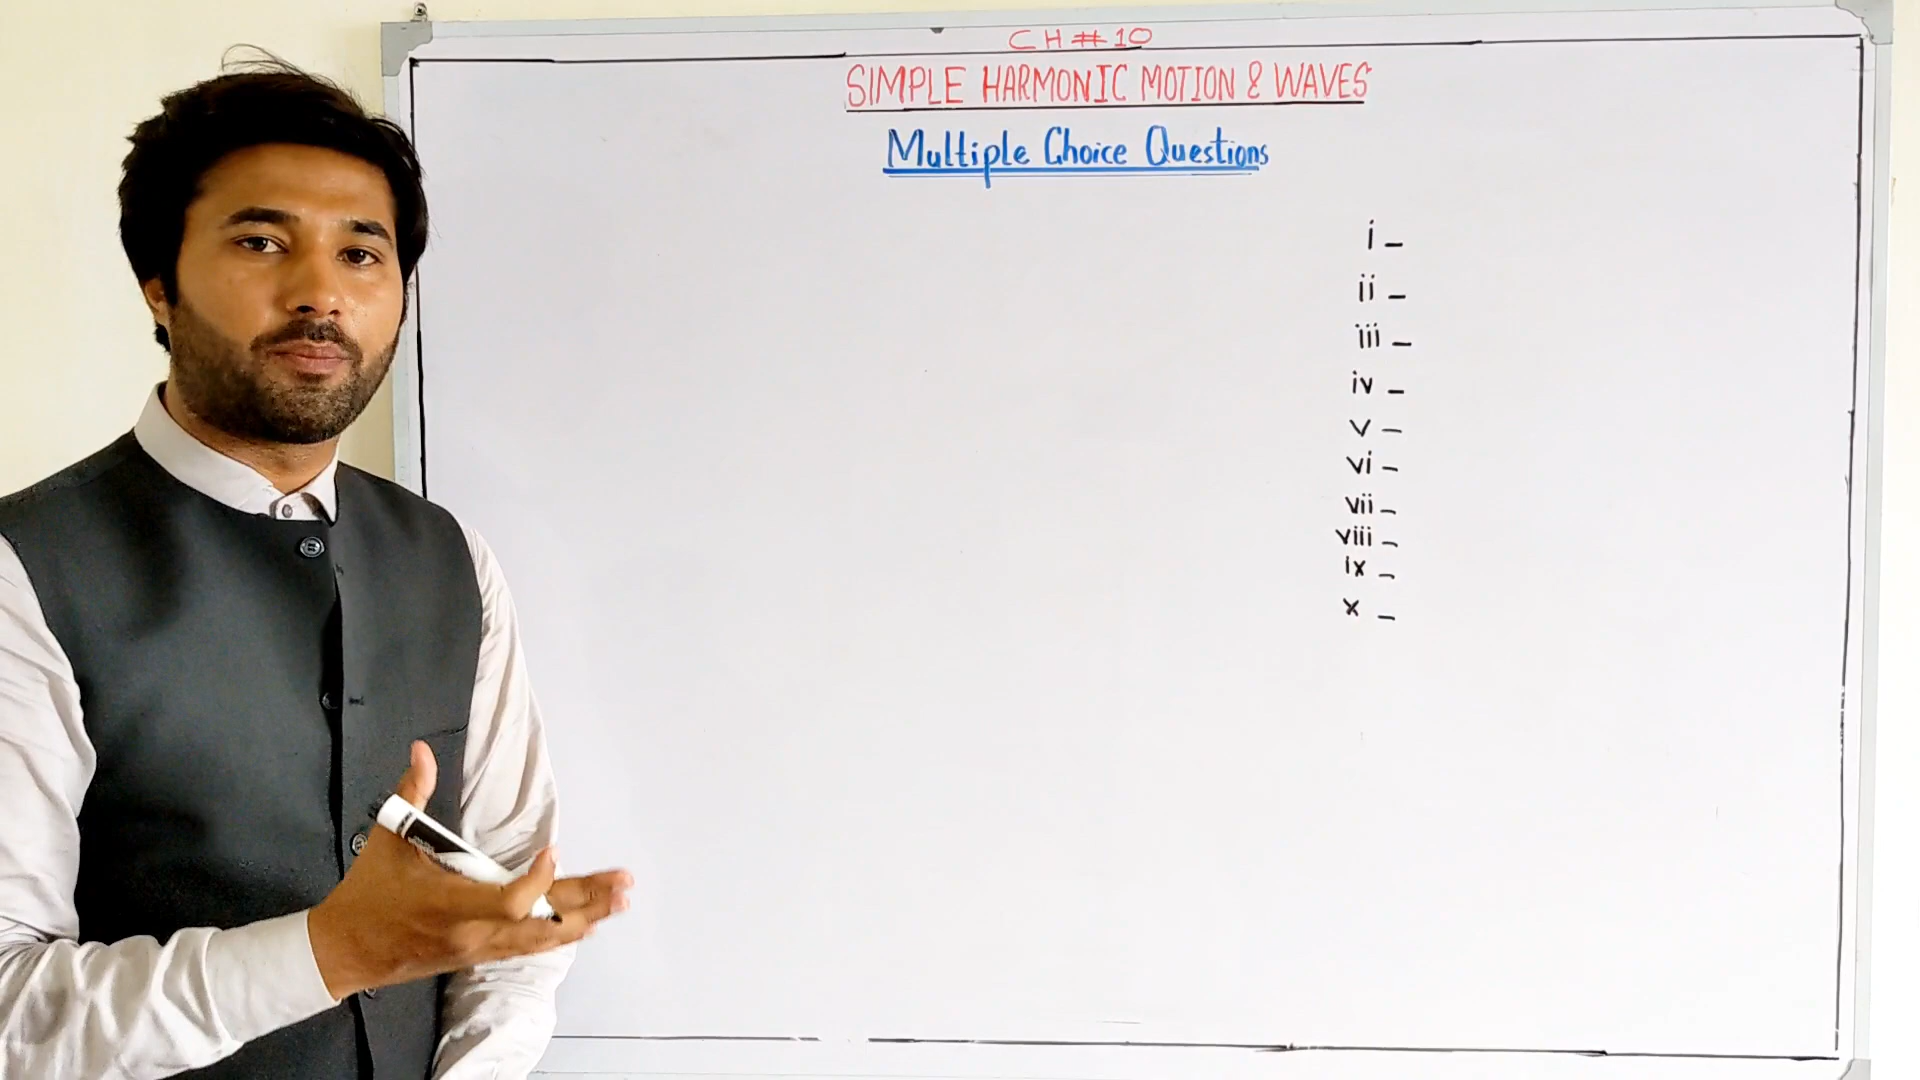 CH # 10
SIMPLE HARMONIC MOTION & WAVES
Multiple Choice Questions
i -
ii -
iii -
iv -
v -
vi -
vii -
viii -
ix -
x -